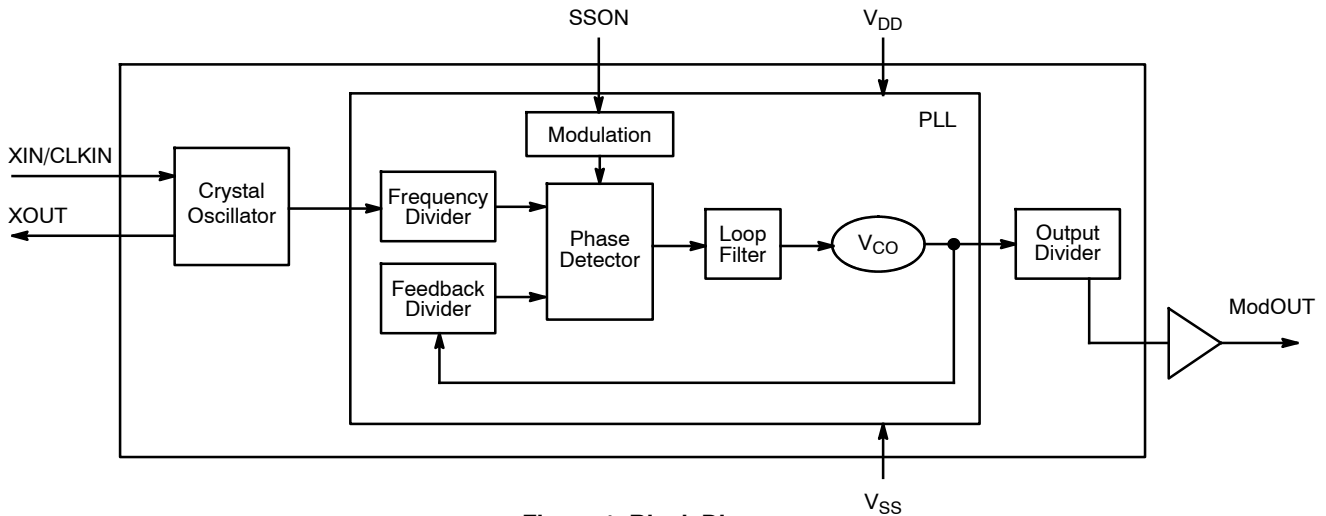 SSON
VDD
PLL
Modulation
XIN/CLKIN
Crystal
Oscillator
XOUT
Frequency
Divider
Phase
Detector
Loop
Filter
VCO
Output
Divider
Feedback
Divider
ModOUT
VSS